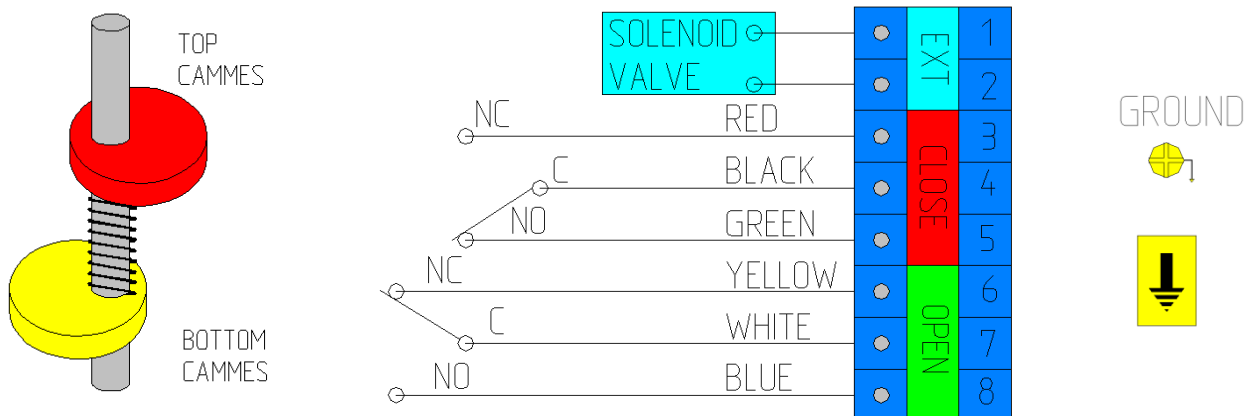 TOP
CAMMES
BOTTOM
CAMMES
SOLENOID
VALVE
NC RED
C BLACK
NO GREEN
NC YELLOW
C WHITE
NO BLUE
EXT
CLOSE
OPEN
1
2
3
4
5
6
7
8
GROUND